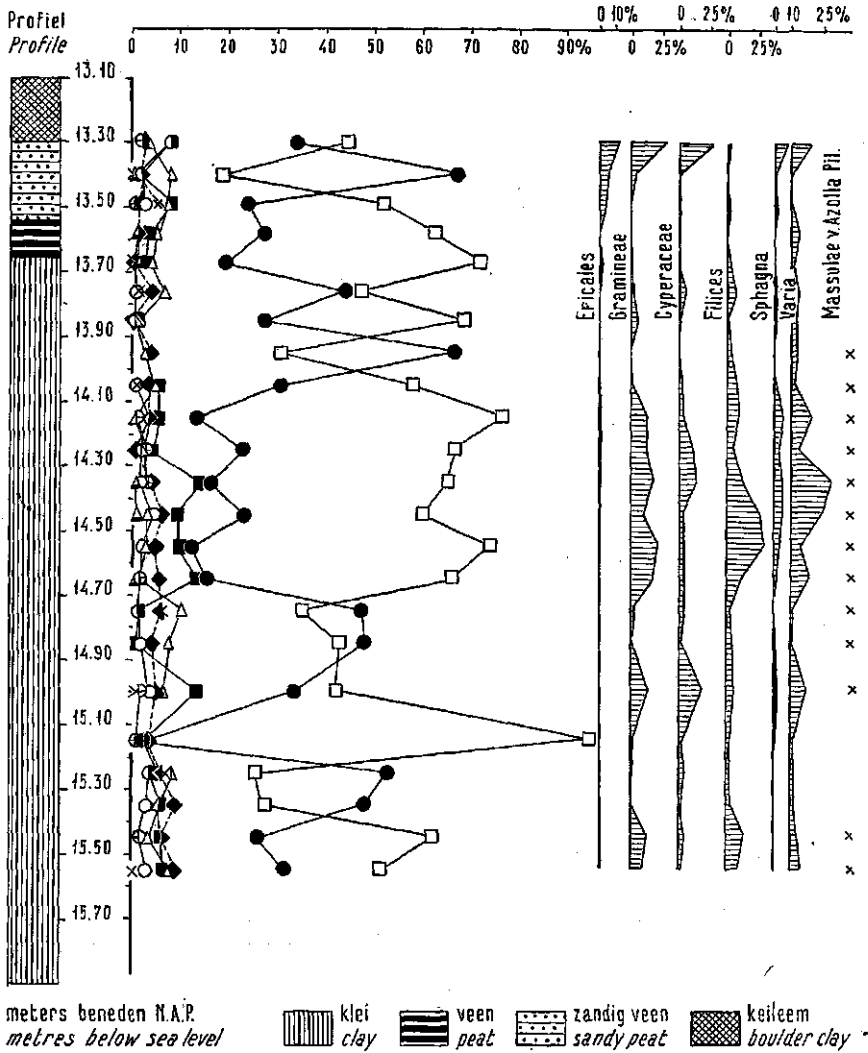 Profiel
Profile
0 10 20 30 40 50 60 70 80 90%
0 10% 0 25% 0 10 25%
0 25% 0 25% 0 25%
13.10
13.30
13.50
13.70
13.90
14.10
14.30
14.50
14.70
14.90
15.10
15.30
15.50
15.70
Ericales
Gramineae
Cyperaceae
Filices
Sphagna
Varia
Massulae v. Azolla Fil.
meters beneden N.A.P.
metres below sea level
klei
clay
veen
peat
zandig veen
sandy peat
keileem
boulder clay